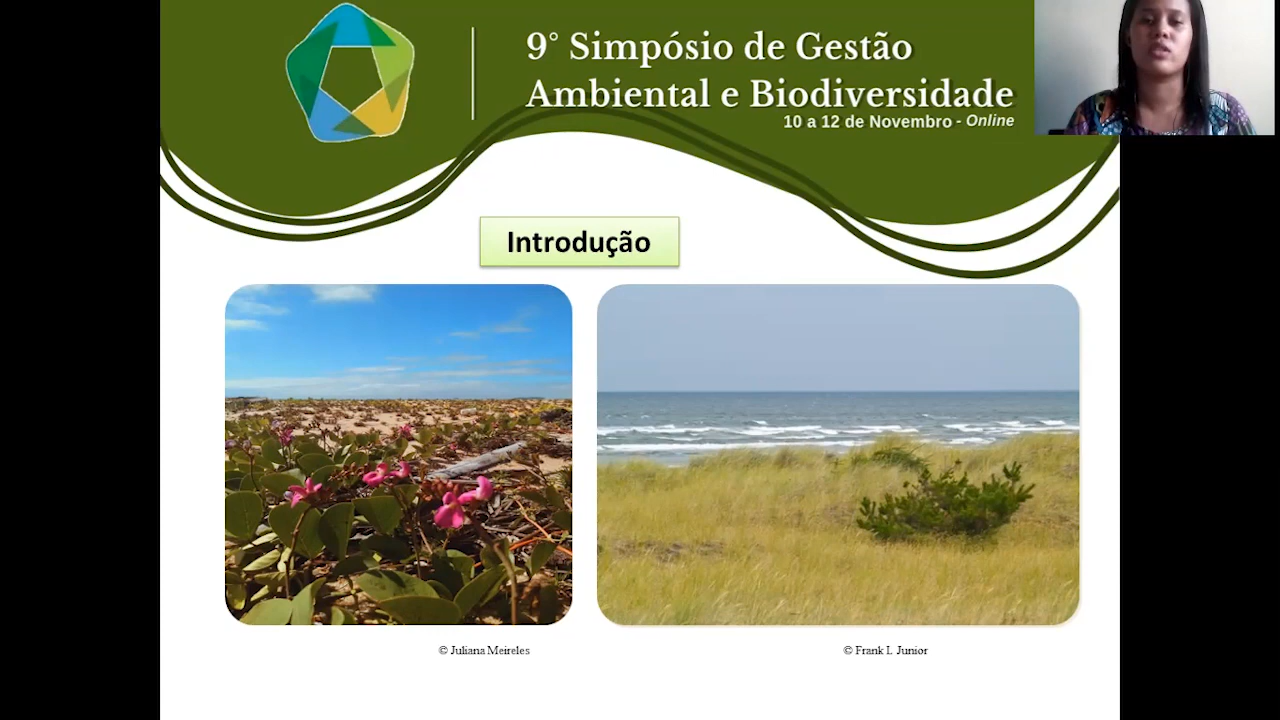 9° Simpósio de Gestão
Ambiental e Biodiversidade
10 a 12 de Novembro - Online
Introdução
© Juliana Meireles
© Frank L Junior